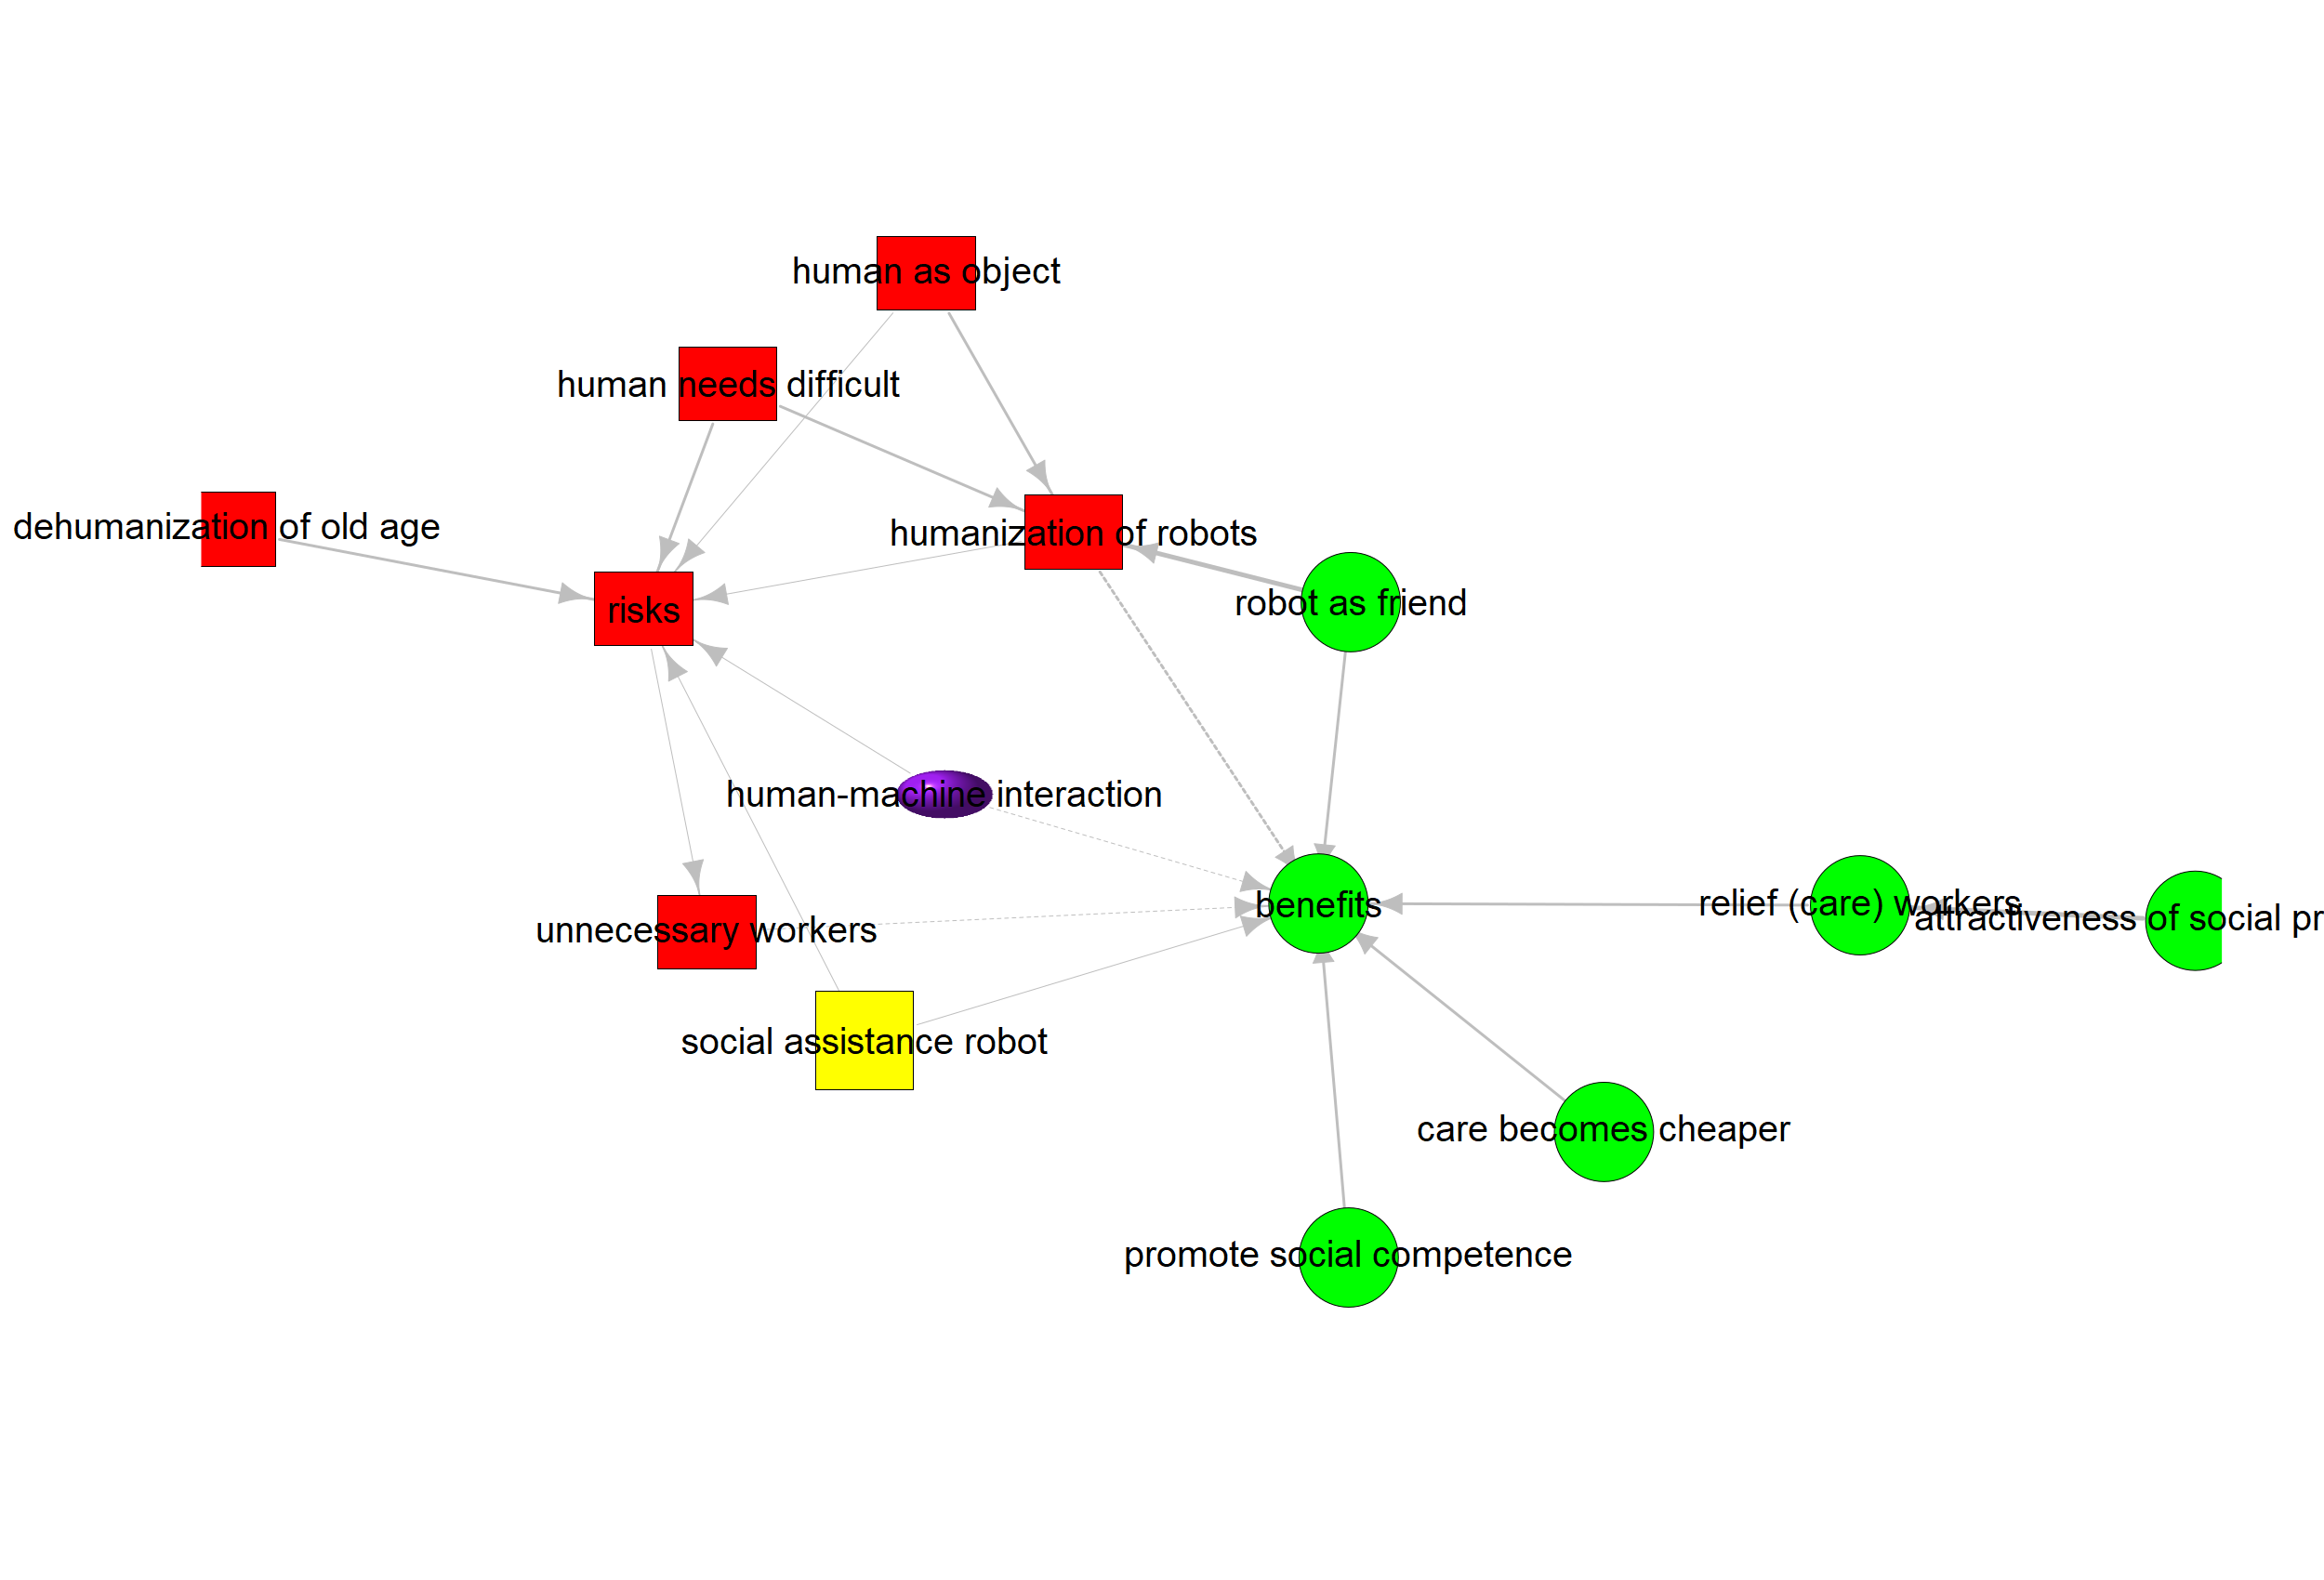 human as object
human needs difficult
dehumanization of old age
humanization of robots
robot as friend
risks
human-machine interaction
benefits
relief (care) workers
attractiveness of social pr
unnecessary workers
social assistance robot
care becomes cheaper
promote social competence